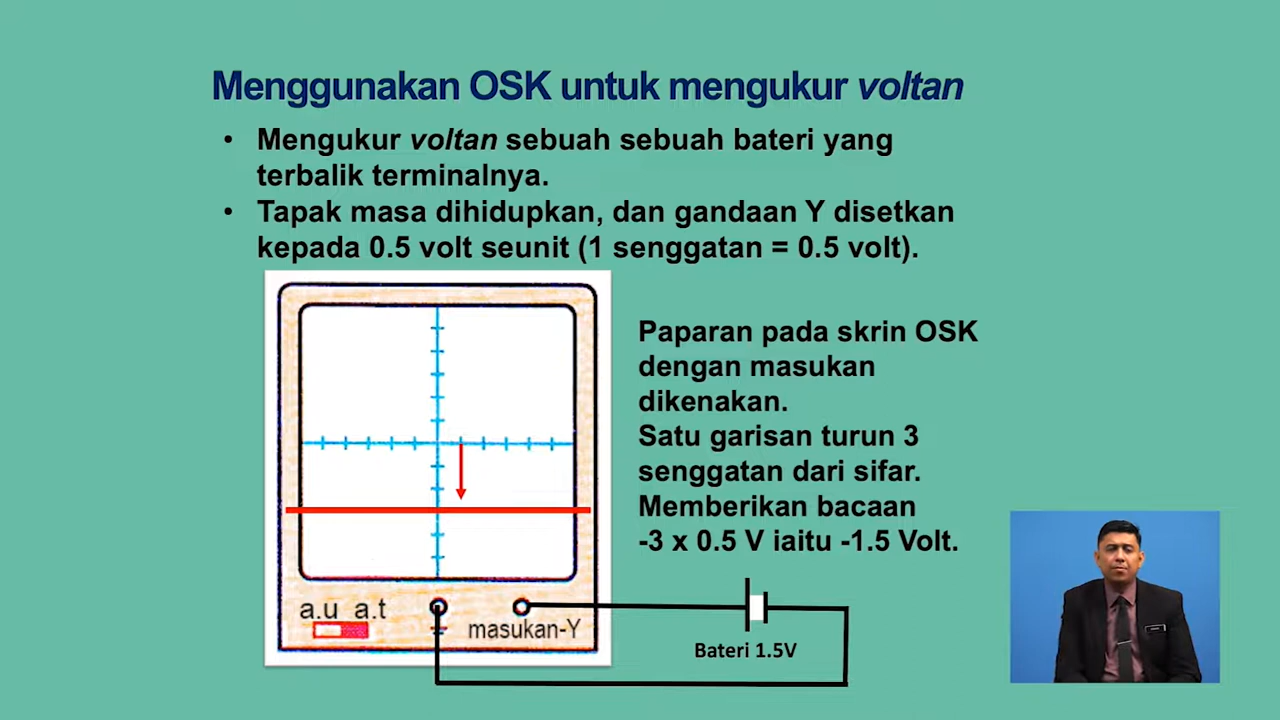 Menggunakan OSK untuk mengukur voltan
• Mengukur voltan sebuah sebuah bateri yang
terbalik terminalnya.
• Tapak masa dihidupkan, dan gandaan Y disetkan
kepada 0.5 volt seunit (1 senggatan = 0.5 volt).
Paparan pada skrin OSK
dengan masukan
dikenakan.
Satu garisan turun 3
senggatan dari sifar.
Memberikan bacaan
-3 x 0.5 V iaitu -1.5 Volt.
a.u a.t
masukan-Y
Bateri 1.5V